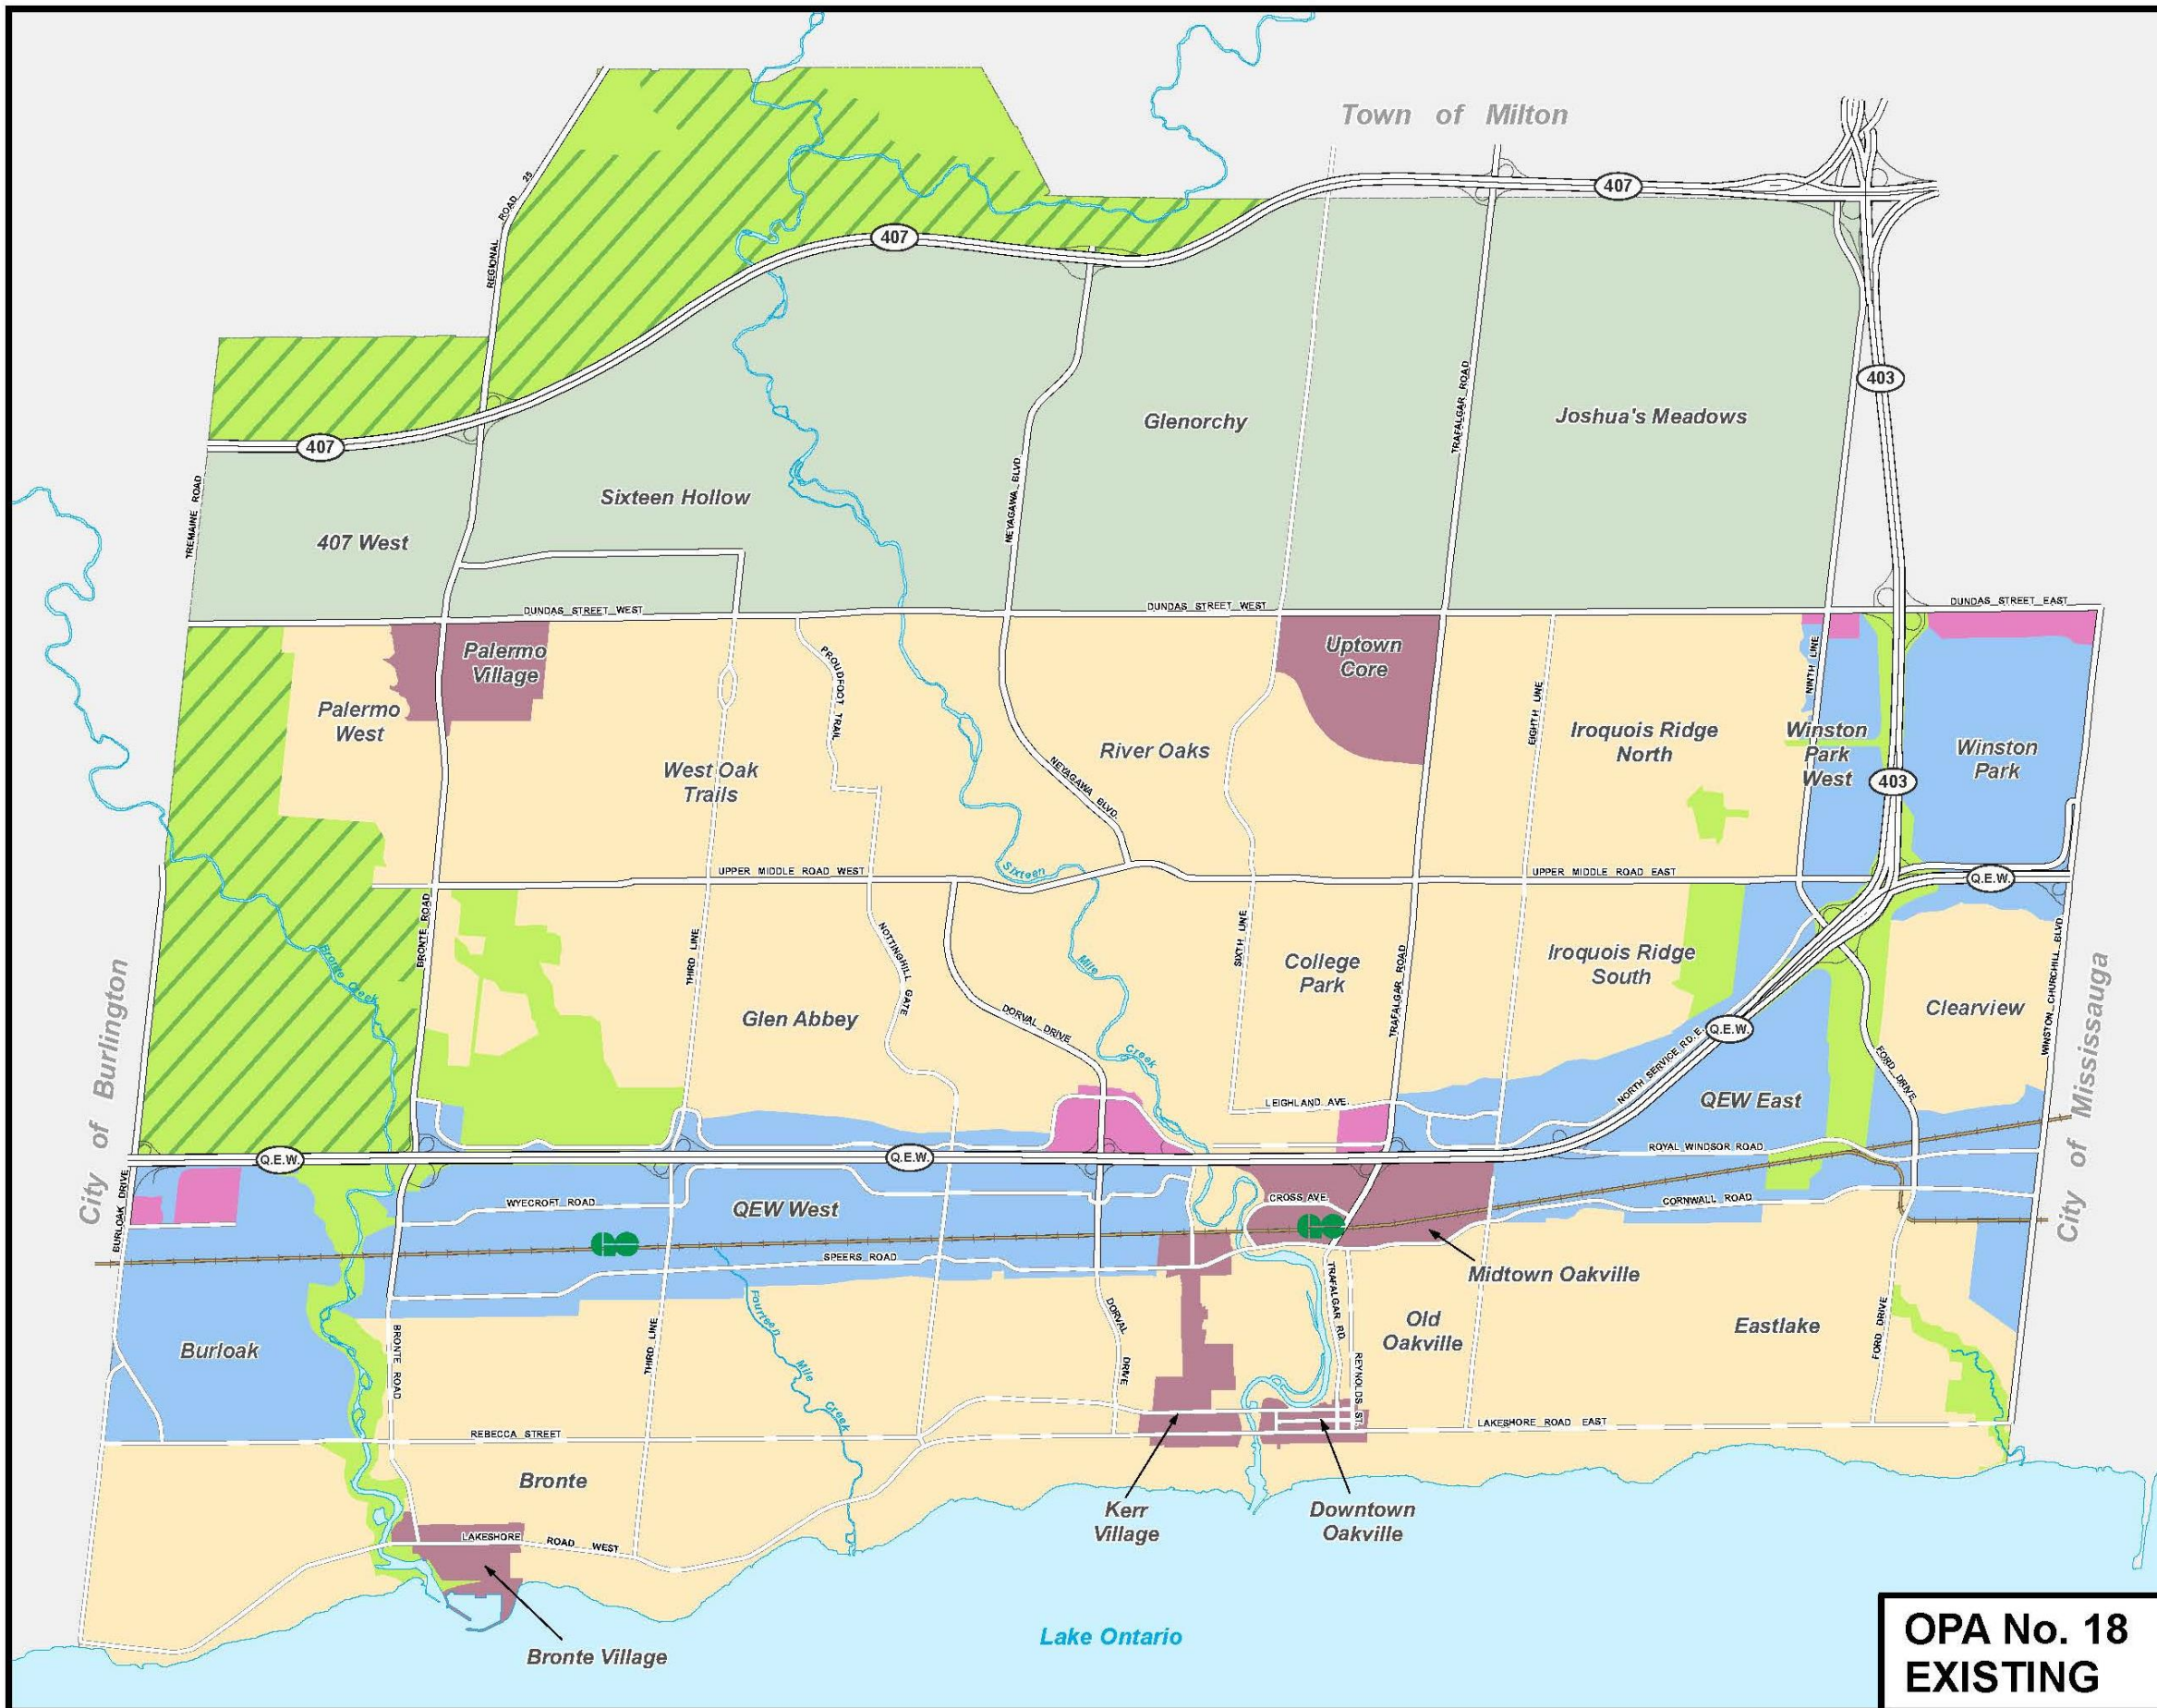 Town of Milton
REGIONAL ROAD 25
407
407
407
403
TREMAINE ROAD
407 West
Sixteen Hollow
Glenorchy
Joshua's Meadows
NEYAGAWA BLVD.
TRAFALGAR ROAD
DUNDAS STREET WEST
DUNDAS STREET WEST
DUNDAS STREET EAST
Palermo
Village
Palermo
West
West Oak
Trails
PROUDFOOT TRAIL
River Oaks
NEYAGAWA BLVD.
Uptown
Core
EIGHTH LINE
Iroquois Ridge
North
NINTH LINE
Winston
Park
West
403
Winston
Park
UPPER MIDDLE ROAD WEST
Sixteen
Mile
Creek
UPPER MIDDLE ROAD EAST
Q.E.W.
City of Burlington
Bronte Creek
BRONTE ROAD
THIRD LINE
NOTTINGHILL GATE
Glen Abbey
DORVAL DRIVE
SIXTH LINE
College
Park
TRAFALGAR ROAD
Iroquois Ridge
South
Q.E.W.
NORTH SERVICE RD. E.
Clearview
WINSTON CHURCHILL BLVD
City of Mississauga
FORD DRIVE
QEW East
LEIGHLAND AVE.
ROYAL WINDSOR ROAD
Q.E.W.
Q.E.W.
BURLOAK DRIVE
WYECROFT ROAD
QEW West
CROSS AVE.
CORNWALL ROAD
GO
GO
SPEERS ROAD
Midtown Oakville
Burloak
BRONTE ROAD
THIRD LINE
Fourteen
Mile
Creek
DORVAL
DRIVE
TRAFALGAR RD.
REYNOLDS ST.
Old
Oakville
Eastlake
FORD DRIVE
REBECCA STREET
LAKESHORE ROAD EAST
Bronte
Kerr
Village
Downtown
Oakville
LAKESHORE ROAD WEST
Bronte Village
Lake Ontario
OPA No. 18
EXISTING